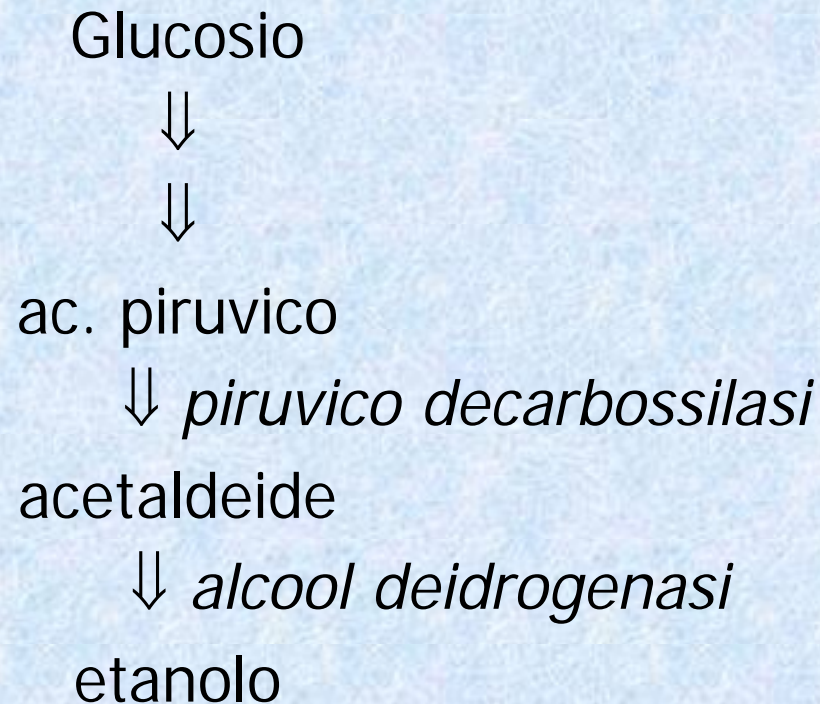 Glucosio
⇓
⇓
ac. piruvico
⇓ piruvico decarbossilasi
acetaldeide
⇓ alcool deidrogenasi
etanolo